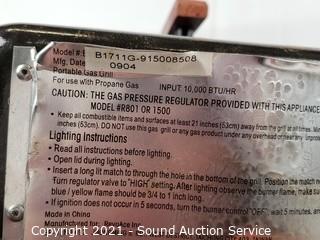 Model #: B1711G-915008508
Mfg. Date 0904
Portable Gas Grill
For Use with Propane Gas INPUT: 10,000 BTU/HR
CAUTION: THE GAS PRESSURE REGULATOR PROVIDED WITH THIS APPLIANCE
MODEL #R801 OR 1500
• Keep all combustible items and surfaces at least 21 inches (53cm) away from the grill at all times.
inches (53cm). DO NOT use this gas grill or any gas product under any overhead or near any
Lighting Instructions
• Read all instructions before lighting.
• Open lid during lighting.
• Insert a long lit match to through the hole in the bottom of grill. Position the match
Turn regulator valve to "HIGH" setting. After lighting observe the burner flame, make
blue / yellow flame should be 3/4 to 1 inch long.
• If ignition does not occur in 5 seconds, turn the burner control "OFF", wait 5 minutes, and
Made in China
Manufactured for: RevoAce Inc.
Copyright © 2021 - Sound Auction Service